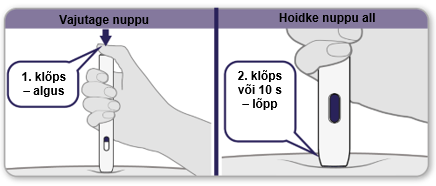 Vajutage nuppu
1. klõps
– algus
Hoidke nuppu all
2. klõps
või 10 s
– lõpp